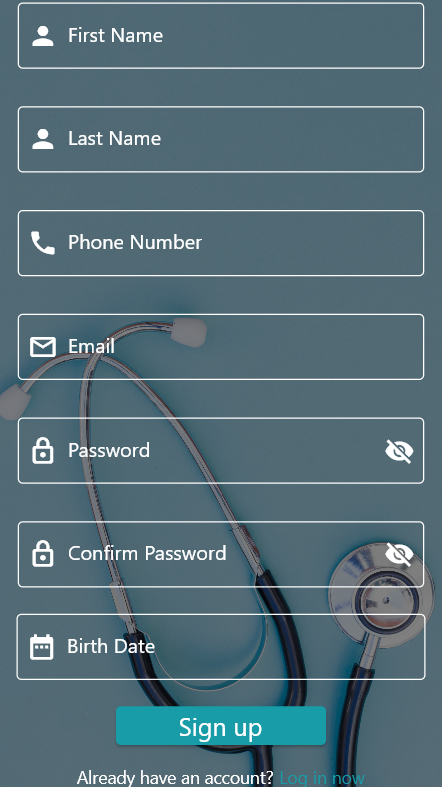 First Name
Last Name
Phone Number
Email
Password
Confirm Password
Birth Date
Sign up
Already have an account? Log in now